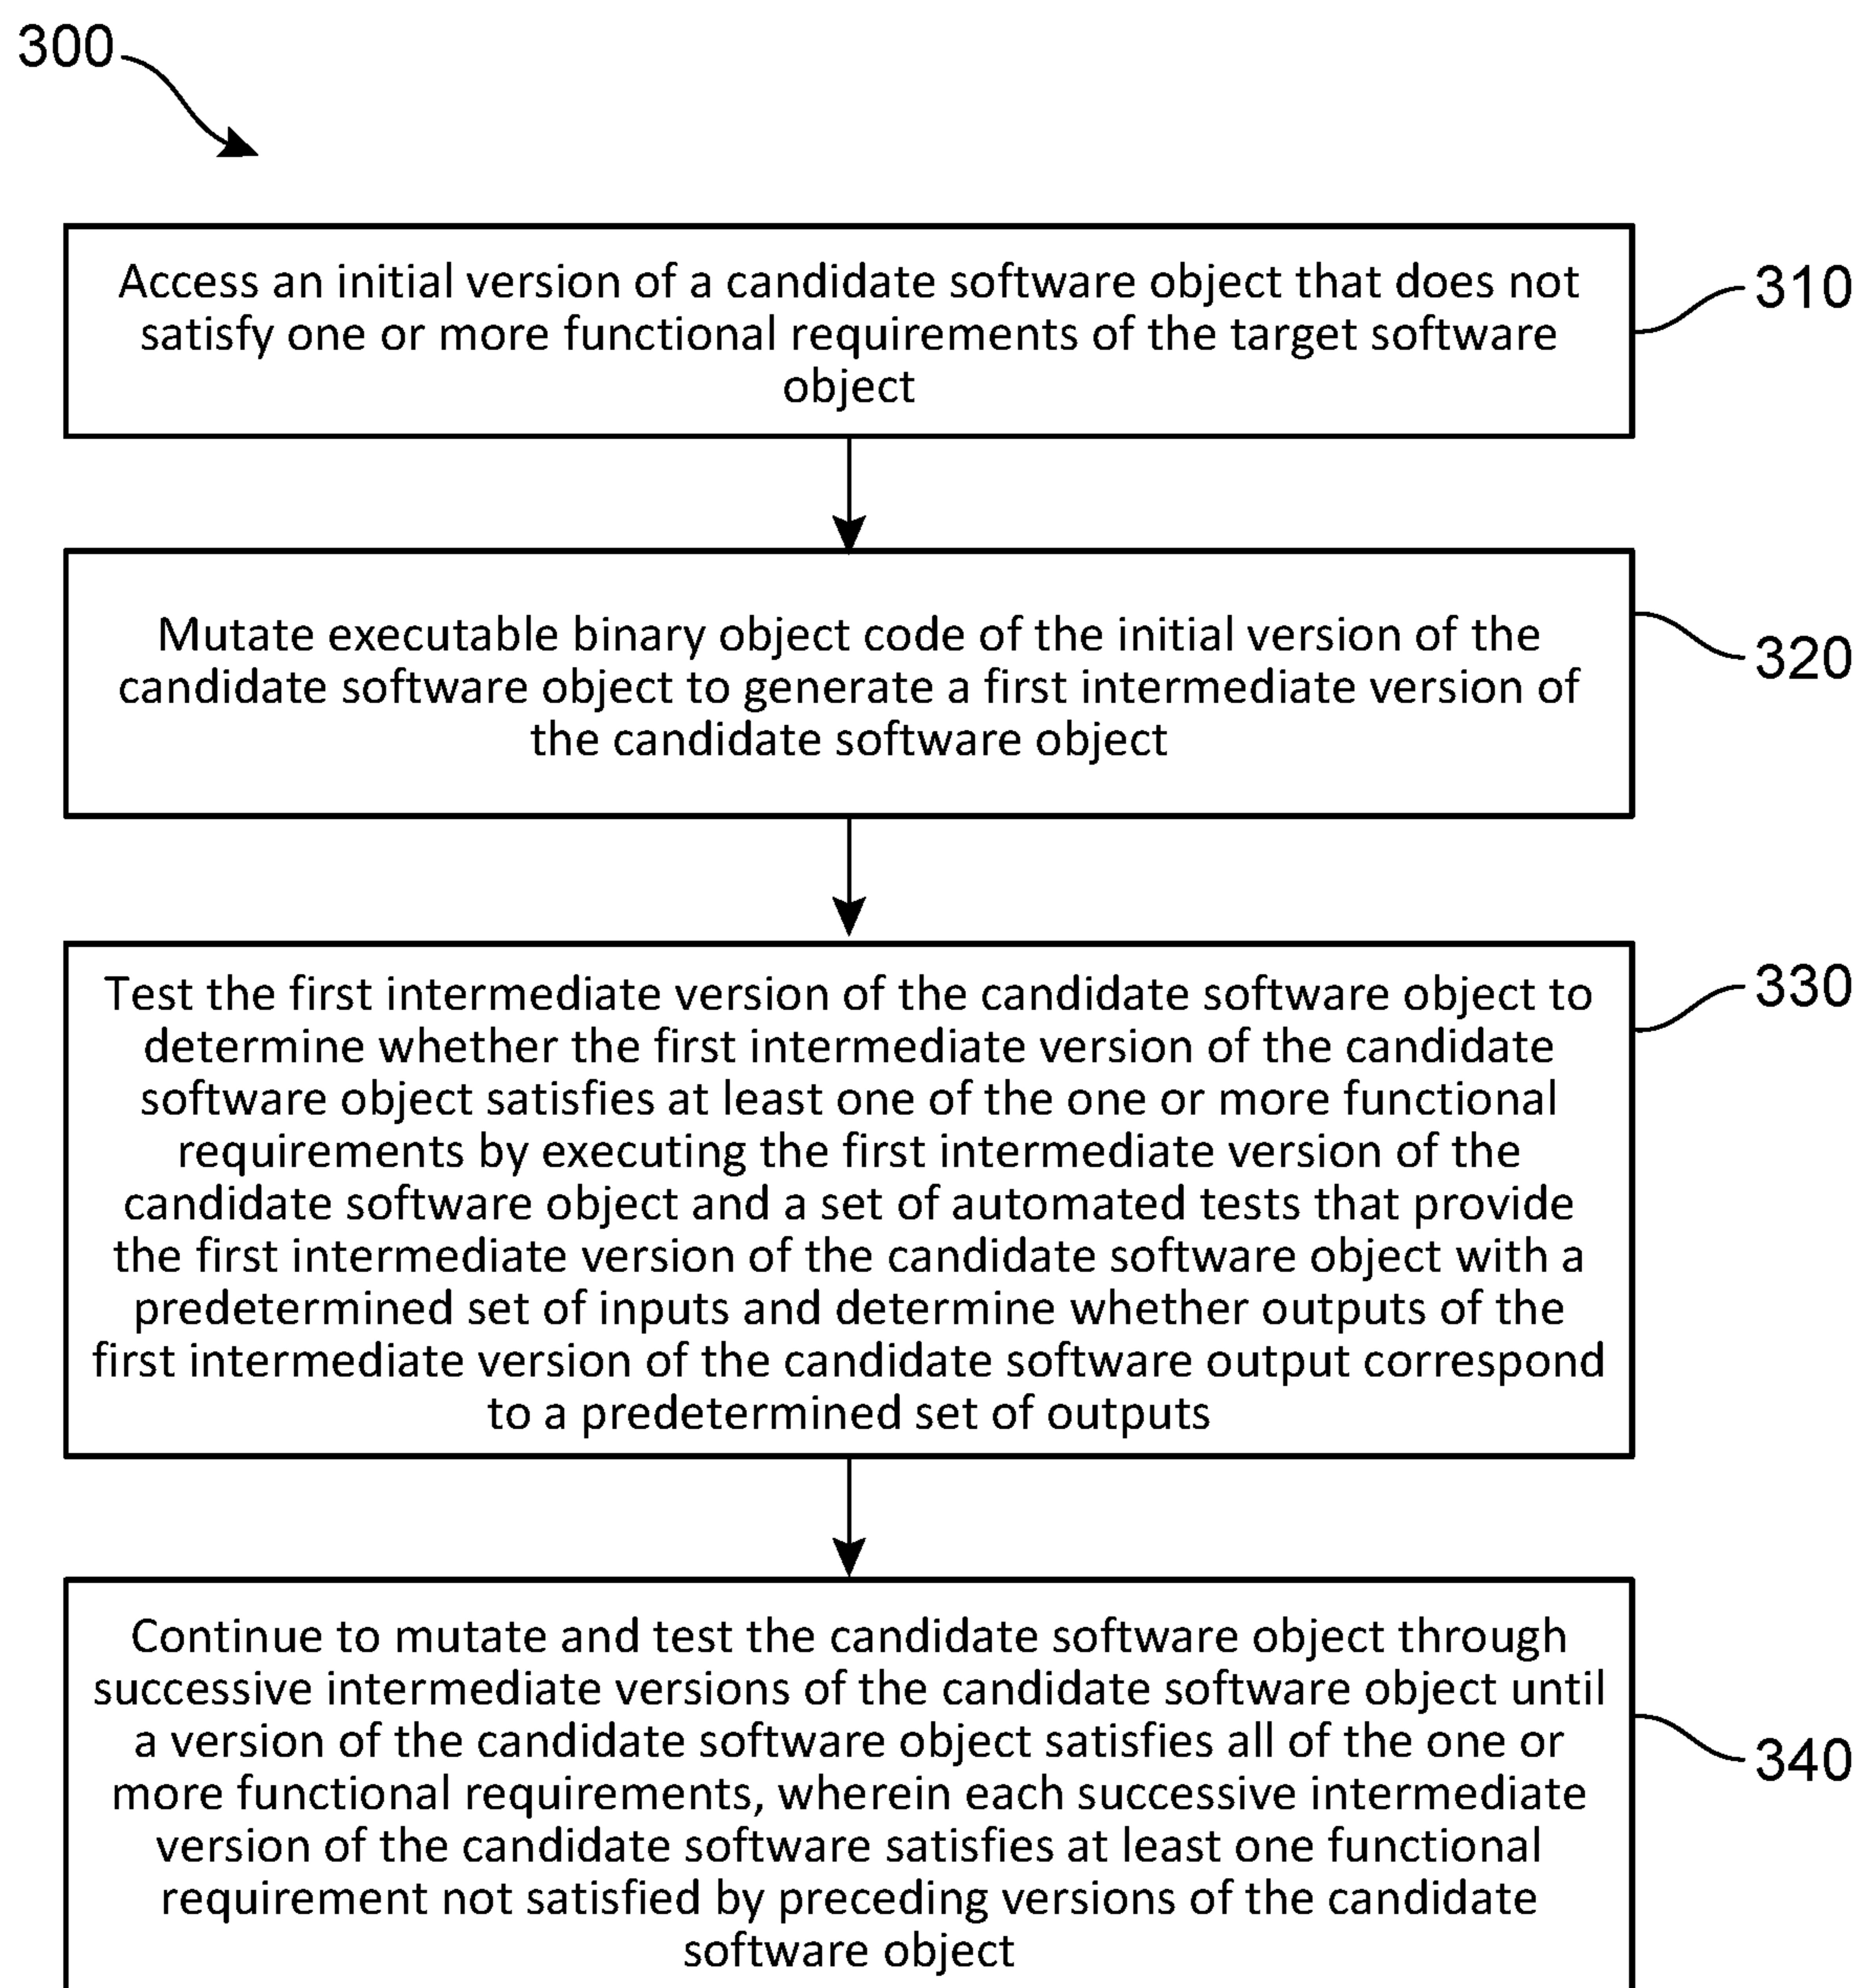 300
Access an initial version of a candidate software object that does not
satisfy one or more functional requirements of the target software
object
310
Mutate executable binary object code of the initial version of the
candidate software object to generate a first intermediate version of
the candidate software object
320
Test the first intermediate version of the candidate software object to
determine whether the first intermediate version of the candidate
software object satisfies at least one of the one or more functional
requirements by executing the first intermediate version of the
candidate software object and a set of automated tests that provide
the first intermediate version of the candidate software object with a
predetermined set of inputs and determine whether outputs of the
first intermediate version of the candidate software output correspond
to a predetermined set of outputs
330
Continue to mutate and test the candidate software object through
successive intermediate versions of the candidate software object until
a version of the candidate software object satisfies all of the one or
more functional requirements, wherein each successive intermediate
version of the candidate software satisfies at least one functional
requirement not satisfied by preceding versions of the candidate
software object
340